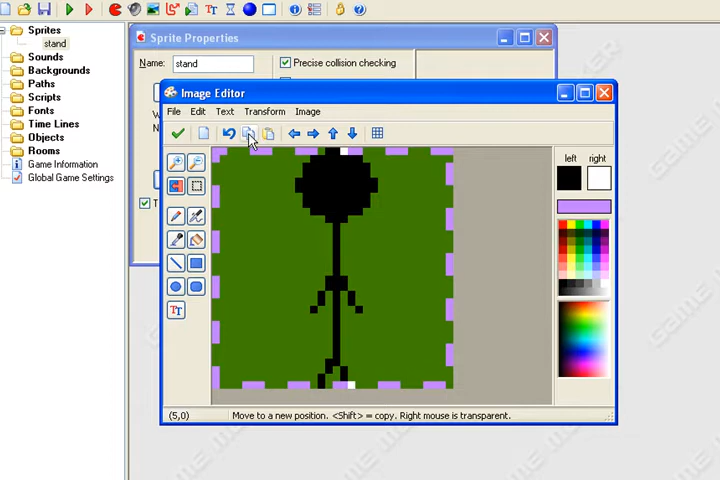 Sprites
stand
Sounds
Backgrounds
Paths
Scripts
Fonts
Time Lines
Objects
Rooms
Game Information
Global Game Settings
Sprite Properties
Name: stand Precise collision checking
W
N
T
Image Editor
File Edit Text Transform Image
left right
(5,0) Move to a new position. <Shift> = copy. Right mouse is transparent.